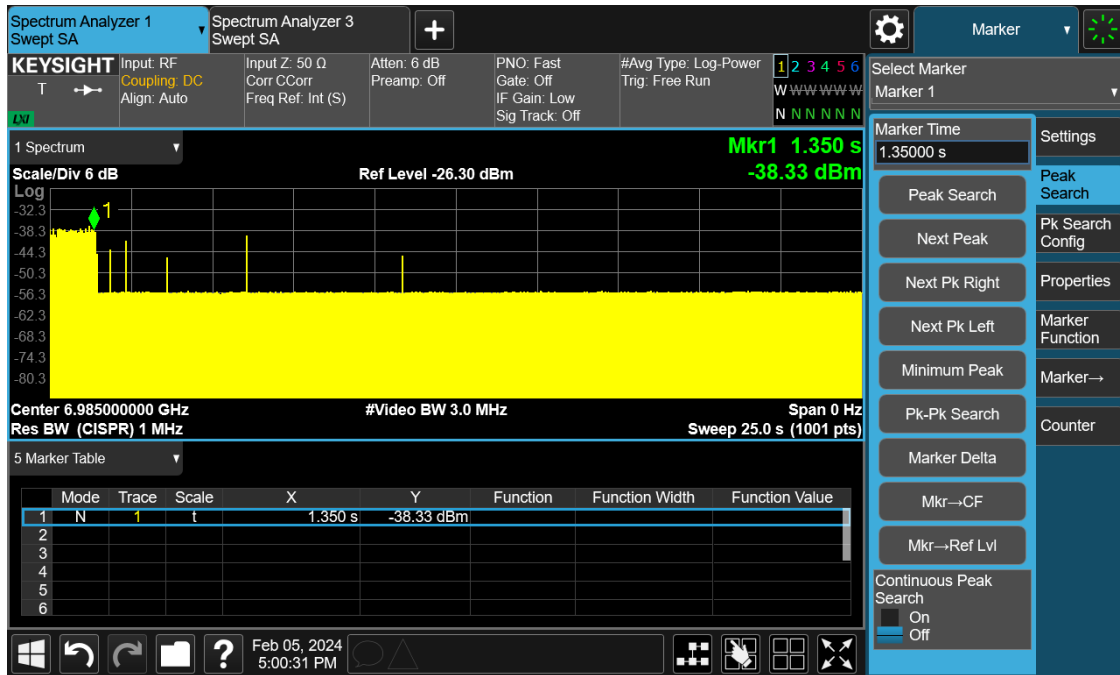 Spectrum Analyzer 1
Swept SA
Spectrum Analyzer 3
Swept SA
Marker
KEYSIGHT
T
LXI
Input: RF
Coupling: DC
Align: Auto
Input Z: 50 Ω
Corr CCorr
Freq Ref: Int (S)
Atten: 6 dB
Preamp: Off
PNO: Fast
Gate: Off
IF Gain: Low
Sig Track: Off
#Avg Type: Log-Power
Trig: Free Run
1 2 3 4 5 6
W W W W W W
N N N N N N
Select Marker
Marker 1
1 Spectrum
Scale/Div 6 dB
Ref Level -26.30 dBm
Mkr1 1.350 s
-38.33 dBm
Log
1
-32.3
-38.3
-44.3
-50.3
-56.3
-62.3
-68.3
-74.3
-80.3
Center 6.985000000 GHz
#Video BW 3.0 MHz
Span 0 Hz
Res BW (CISPR) 1 MHz
Sweep 25.0 s (1001 pts)
5 Marker Table
Mode Trace Scale X Y Function Function Width Function Value
1 N 1 t 1.350 s -38.33 dBm
2
3
4
5
6
Marker Time
1.35000 s
Peak Search
Next Peak
Next Pk Right
Next Pk Left
Minimum Peak
Pk-Pk Search
Marker Delta
Mkr→CF
Mkr→Ref Lvl
Continuous Peak
Search
On
Off
Settings
Peak
Search
Pk Search
Config
Properties
Marker
Function
Marker→
Counter
?
Feb 05, 2024
5:00:31 PM